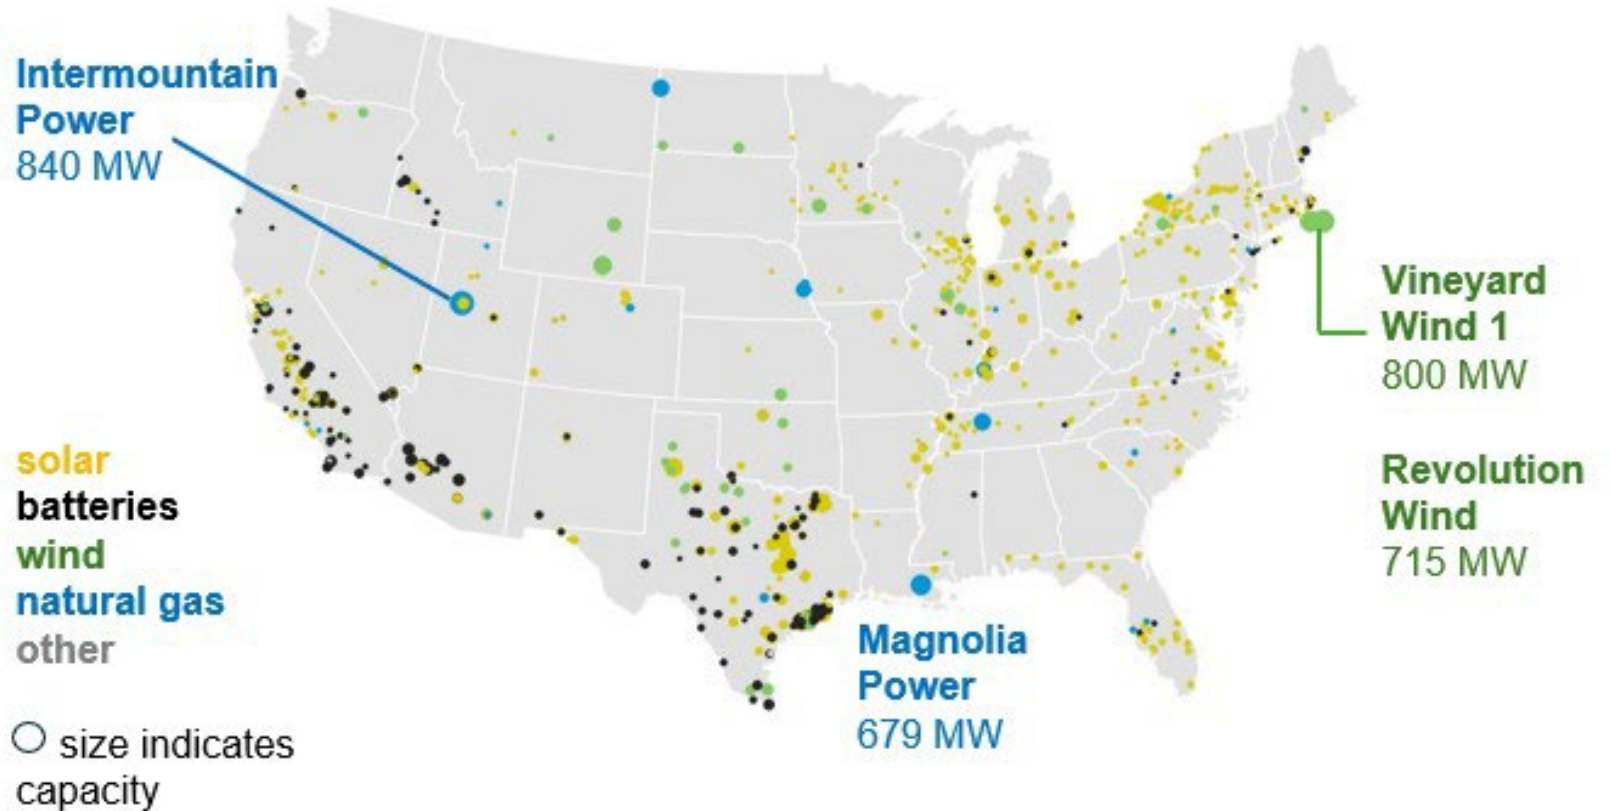 Intermountain
Power
840 MW
Vineyard
Wind 1
800 MW
Revolution
Wind
715 MW
solar
batteries
wind
natural gas
other
Magnolia
Power
679 MW
size indicates
capacity